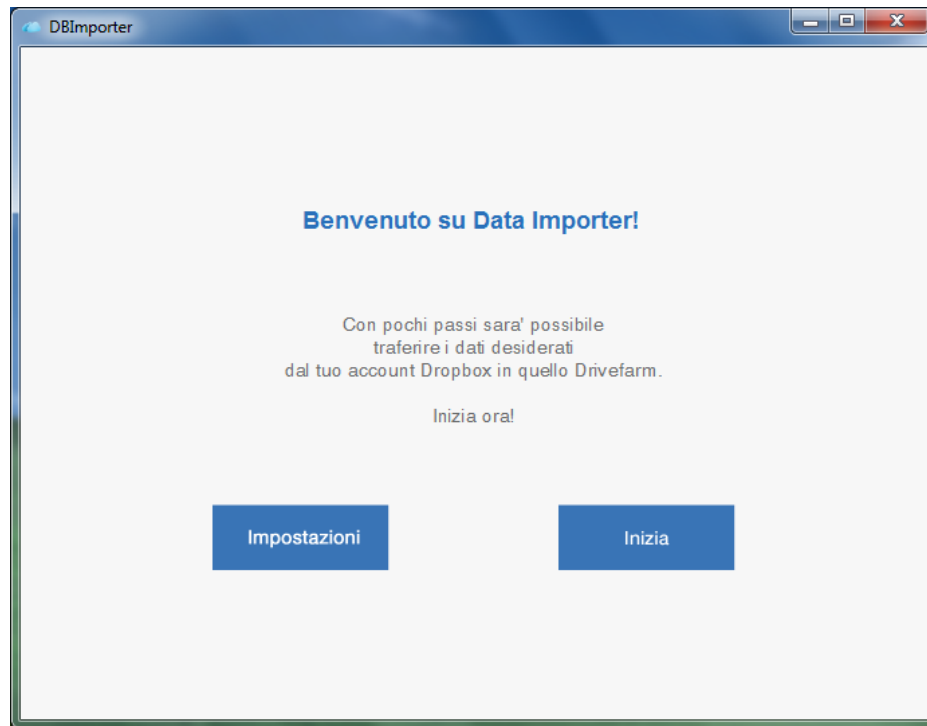 DBImporter
Benvenuto su Data Importer!
Con pochi passi sara' possibile
traferire i dati desiderati
dal tuo account Dropbox in quello Drivefarm.
Inizia ora!
Impostazioni
Inizia